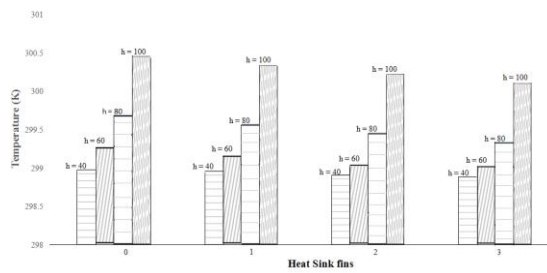 301
300.5
300
299.5
299
298.5
298
Temperature (K)
h = 40
h = 60
h = 80
h = 100
h = 40
h = 60
h = 80
h = 100
h = 40
h = 60
h = 80
h = 100
h = 40
h = 60
h = 80
h = 100
0
1
2
3
Heat Sink fins